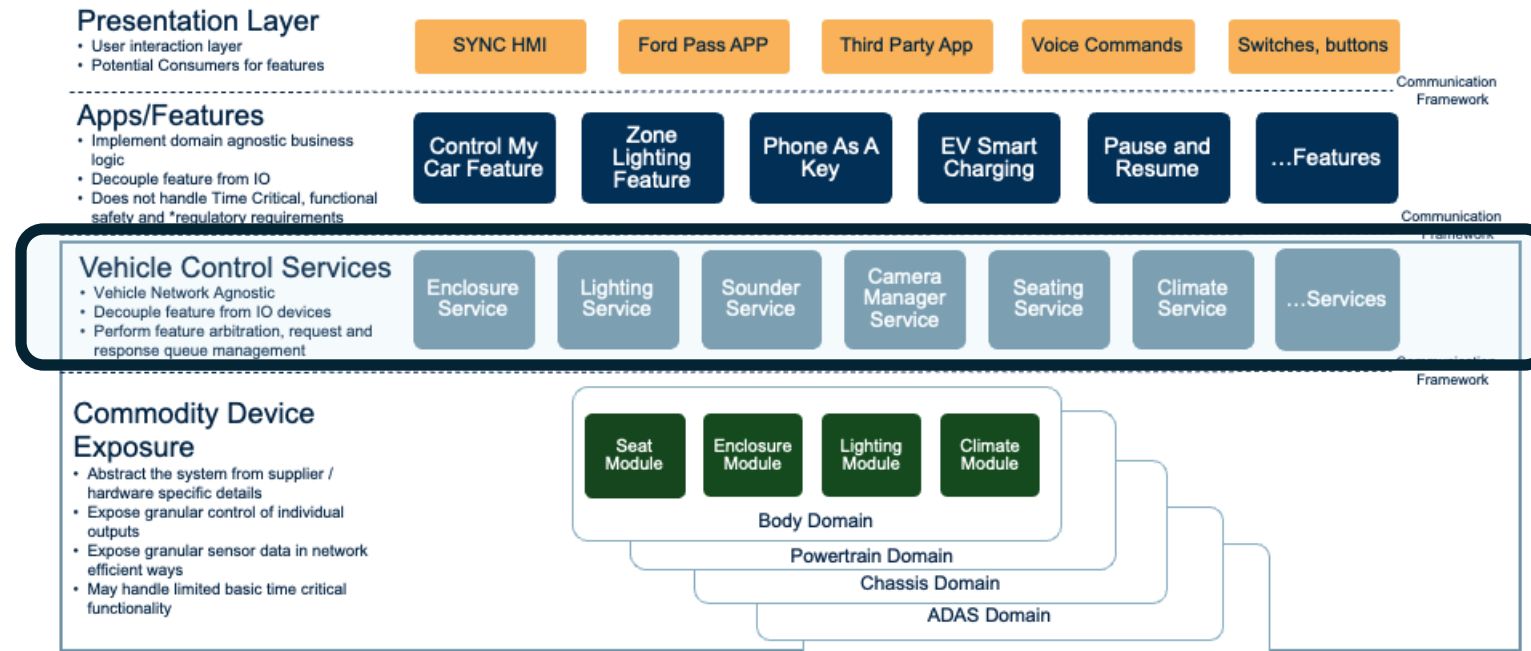 Presentation Layer
• User interaction layer
• Potential Consumers for features
SYNC HMI
Ford Pass APP
Third Party App
Voice Commands
Switches, buttons
Communication
Framework
Apps/Features
• Implement domain agnostic business
logic
• Decouple feature from IO
• Does not handle Time Critical, functional
safety and *regulatory requirements
Control My
Car Feature
Zone
Lighting
Feature
Phone As A
Key
EV Smart
Charging
Pause and
Resume
...Features
Communication
Framework
Vehicle Control Services
• Vehicle Network Agnostic
• Decouple feature from IO devices
• Perform feature arbitration, request and
response queue management
Enclosure
Service
Lighting
Service
Sounder
Service
Camera
Manager
Service
Seating
Service
Climate
Service
...Services
Communication
Framework
Commodity Device
Exposure
• Abstract the system from supplier /
hardware specific details
• Expose granular control of individual
outputs
• Expose granular sensor data in network
efficient ways
• May handle limited basic time critical
functionality
Seat
Module
Enclosure
Module
Lighting
Module
Climate
Module
Body Domain
Powertrain Domain
Chassis Domain
ADAS Domain